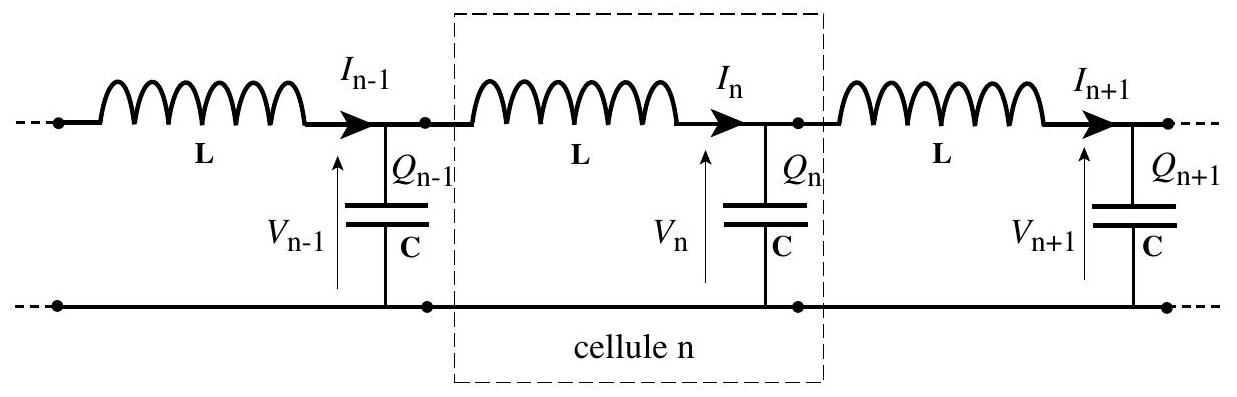 I_{n-1} I_n I_{n+1}
L L L
Q_{n-1} Q_n Q_{n+1}
V_{n-1} V_n V_{n+1}
C C C
cellule n